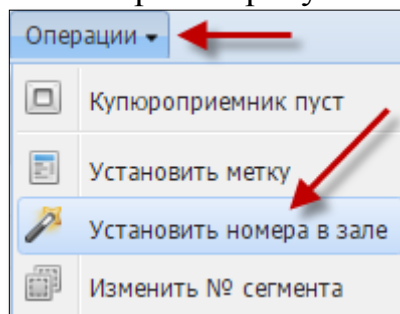 Операции
Купюроприемник пуст
Установить метку
Установить номера в зале
Изменить № сегмента